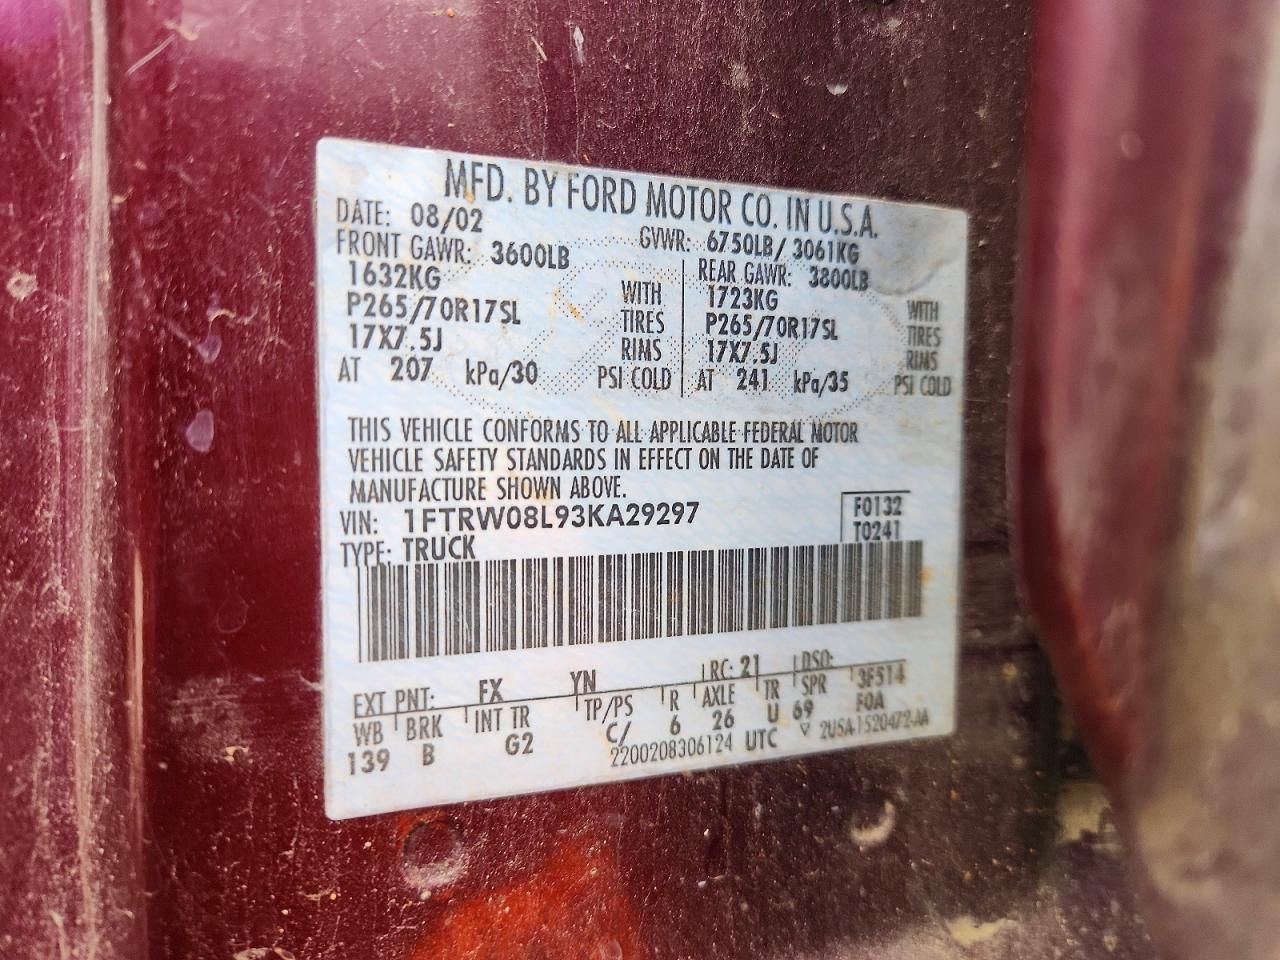 MFD. BY FORD MOTOR CO. IN U.S.A.
DATE: 08/02 GVWR: 6750LB/ 3061KG
FRONT GAWR: 3600LB REAR GAWR: 3800LB
1632KG WITH 1723KG WITH
P265/70R17SL TIRES P265/70R17SL TIRES
17X7.5J RIMS 17X7.5J RIMS
AT 207 kPa/30 PSI COLD AT 241 kPa/35 PSI COLD
THIS VEHICLE CONFORMS TO ALL APPLICABLE FEDERAL MOTOR
VEHICLE SAFETY STANDARDS IN EFFECT ON THE DATE OF
MANUFACTURE SHOWN ABOVE.
VIN: 1FTRW08L93KA29297 F0132
TYPE: TRUCK T0241
EXT PNT: FX YN RC: 21 DSO: 3F514
WB BRK INT TR TP/PS R AXLE TR SPR F0A
139 B G2 C/ 6 26 U 69
2200208306124 UTC 2U5A-1520472-AA